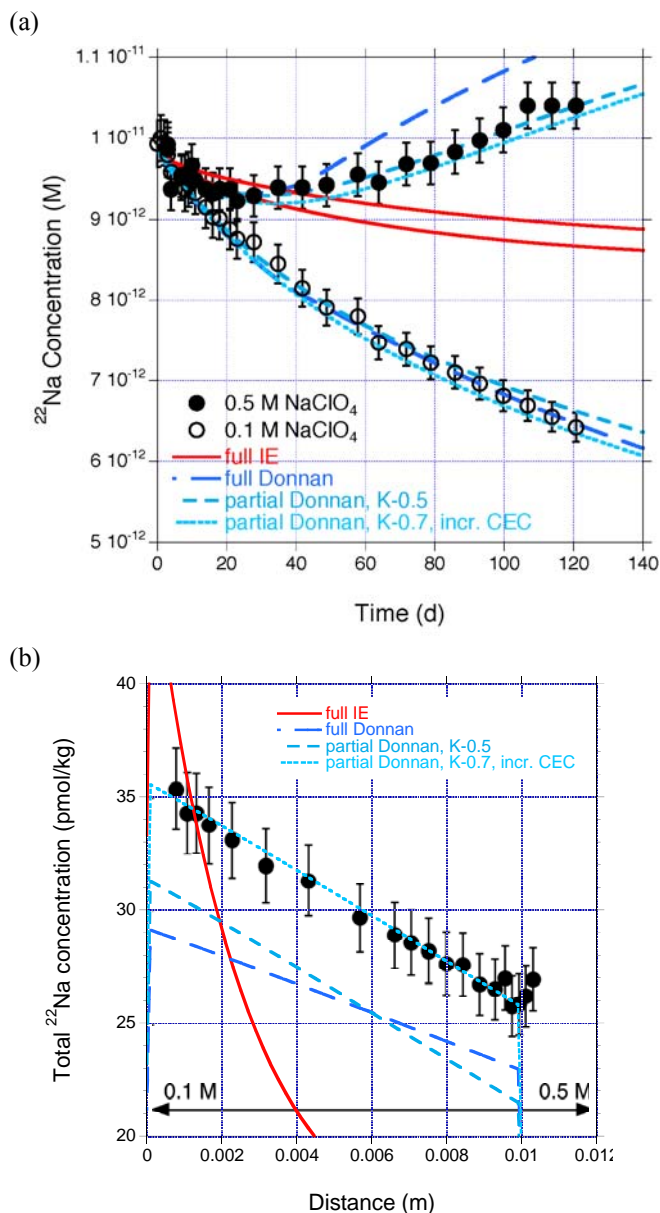 (a)
1.1 10⁻¹¹
1 10⁻¹¹
9 10⁻¹²
8 10⁻¹²
7 10⁻¹²
6 10⁻¹²
5 10⁻¹²
²²Na Concentration (M)
0.5 M NaClO₄
0.1 M NaClO₄
full IE
full Donnan
partial Donnan, K-0.5
partial Donnan, K-0.7, incr. CEC
0 20 40 60 80 100 120 140
Time (d)
(b)
40
35
30
25
20
Total ²²Na concentration (pmol/kg)
full IE
full Donnan
partial Donnan, K-0.5
partial Donnan, K-0.7, incr. CEC
0.1 M 0.5 M
0 0.002 0.004 0.006 0.008 0.01 0.012
Distance (m)